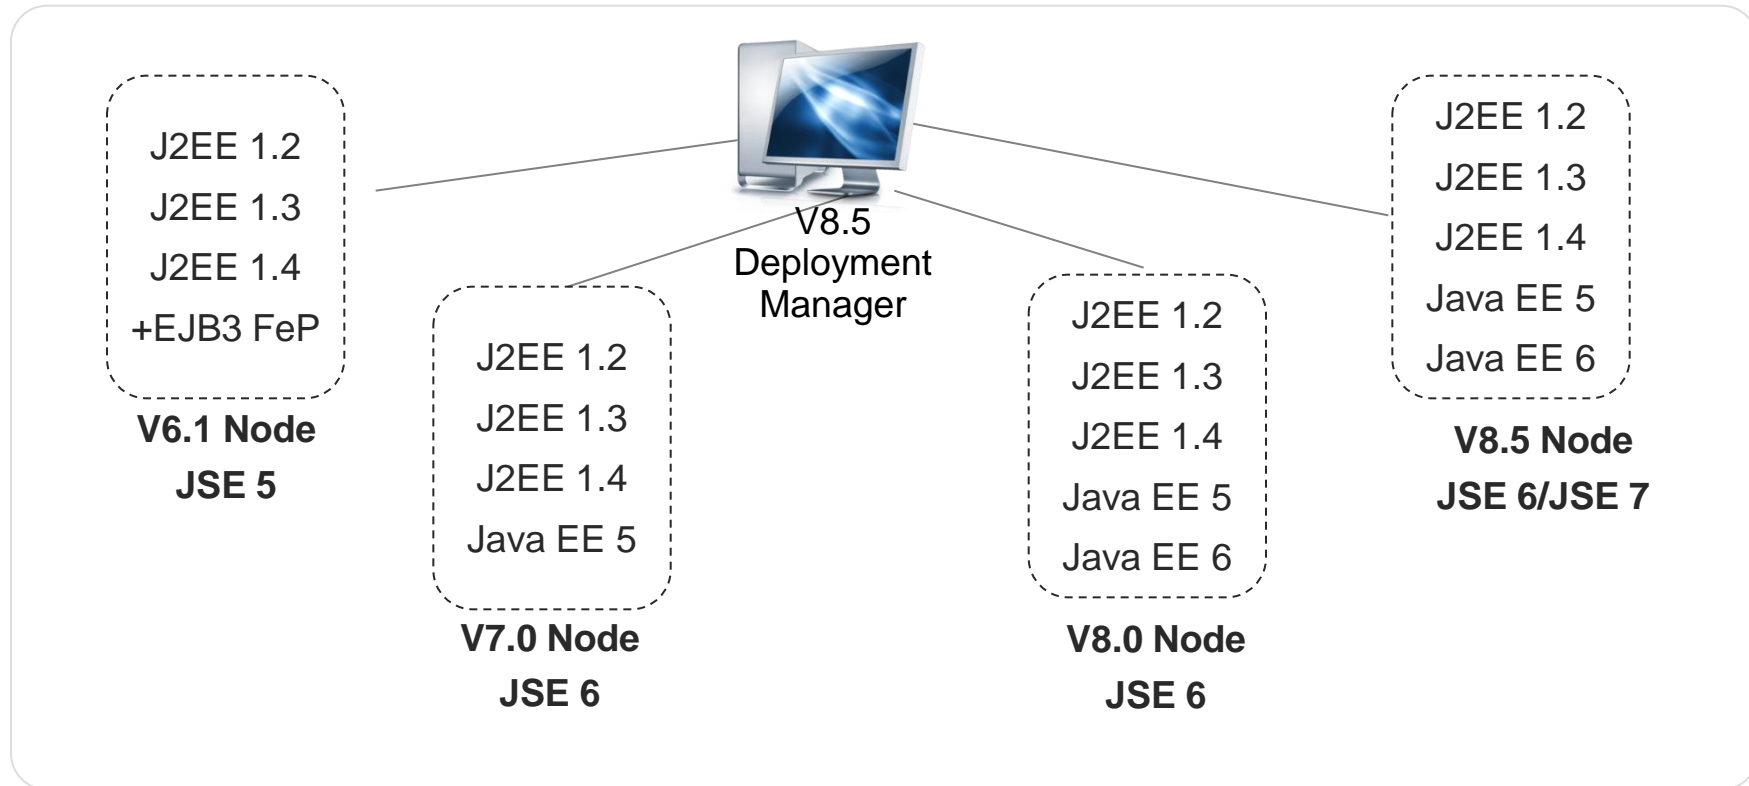 V8.5
Deployment
Manager
J2EE 1.2
J2EE 1.3
J2EE 1.4
+EJB3 FeP
V6.1 Node
JSE 5
J2EE 1.2
J2EE 1.3
J2EE 1.4
Java EE 5
V7.0 Node
JSE 6
J2EE 1.2
J2EE 1.3
J2EE 1.4
Java EE 5
Java EE 6
V8.0 Node
JSE 6
J2EE 1.2
J2EE 1.3
J2EE 1.4
Java EE 5
Java EE 6
V8.5 Node
JSE 6/JSE 7